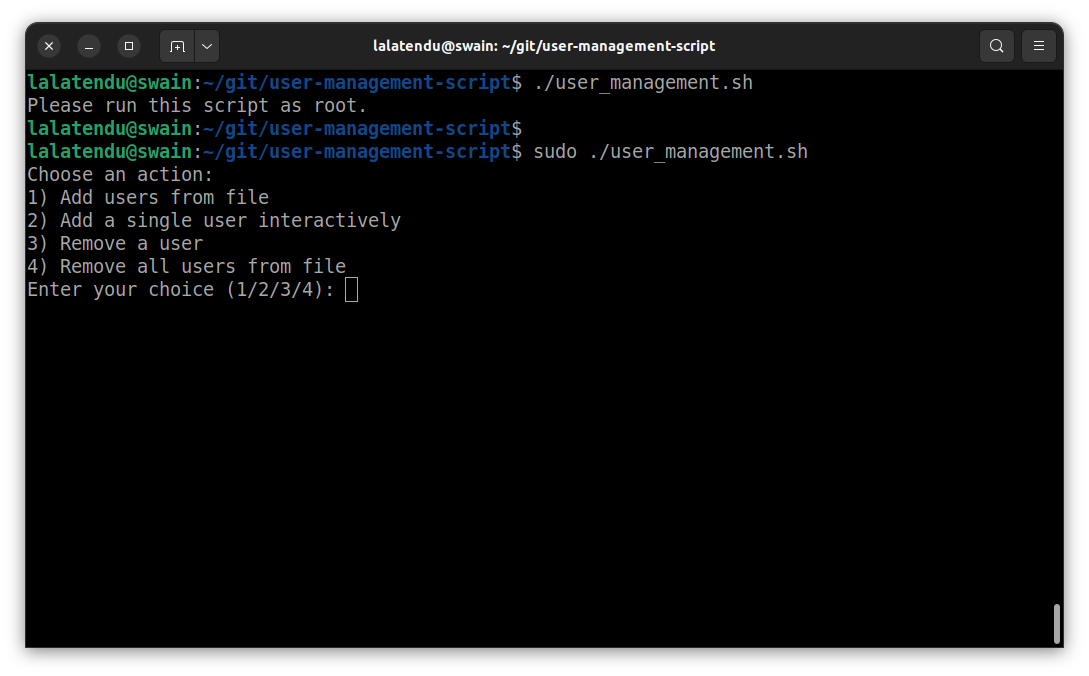 lalatendu@swain: ~/git/user-management-script
lalatendu@swain:~/git/user-management-script$ ./user_management.sh
Please run this script as root.
lalatendu@swain:~/git/user-management-script$
lalatendu@swain:~/git/user-management-script$ sudo ./user_management.sh
Choose an action:
1) Add users from file
2) Add a single user interactively
3) Remove a user
4) Remove all users from file
Enter your choice (1/2/3/4):